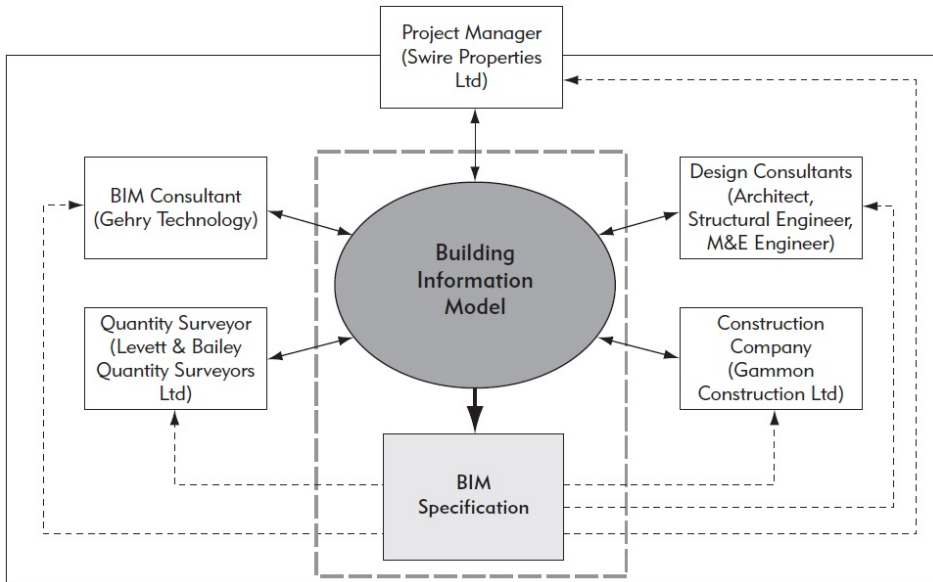 Project Manager
(Swire Properties
Ltd)
BIM Consultant
(Gehry Technology)
Design Consultants
(Architect,
Structural Engineer,
M&E Engineer)
Building
Information
Model
Quantity Surveyor
(Levett & Bailey
Quantity Surveyors
Ltd)
Construction
Company
(Gammon
Construction Ltd)
BIM
Specification